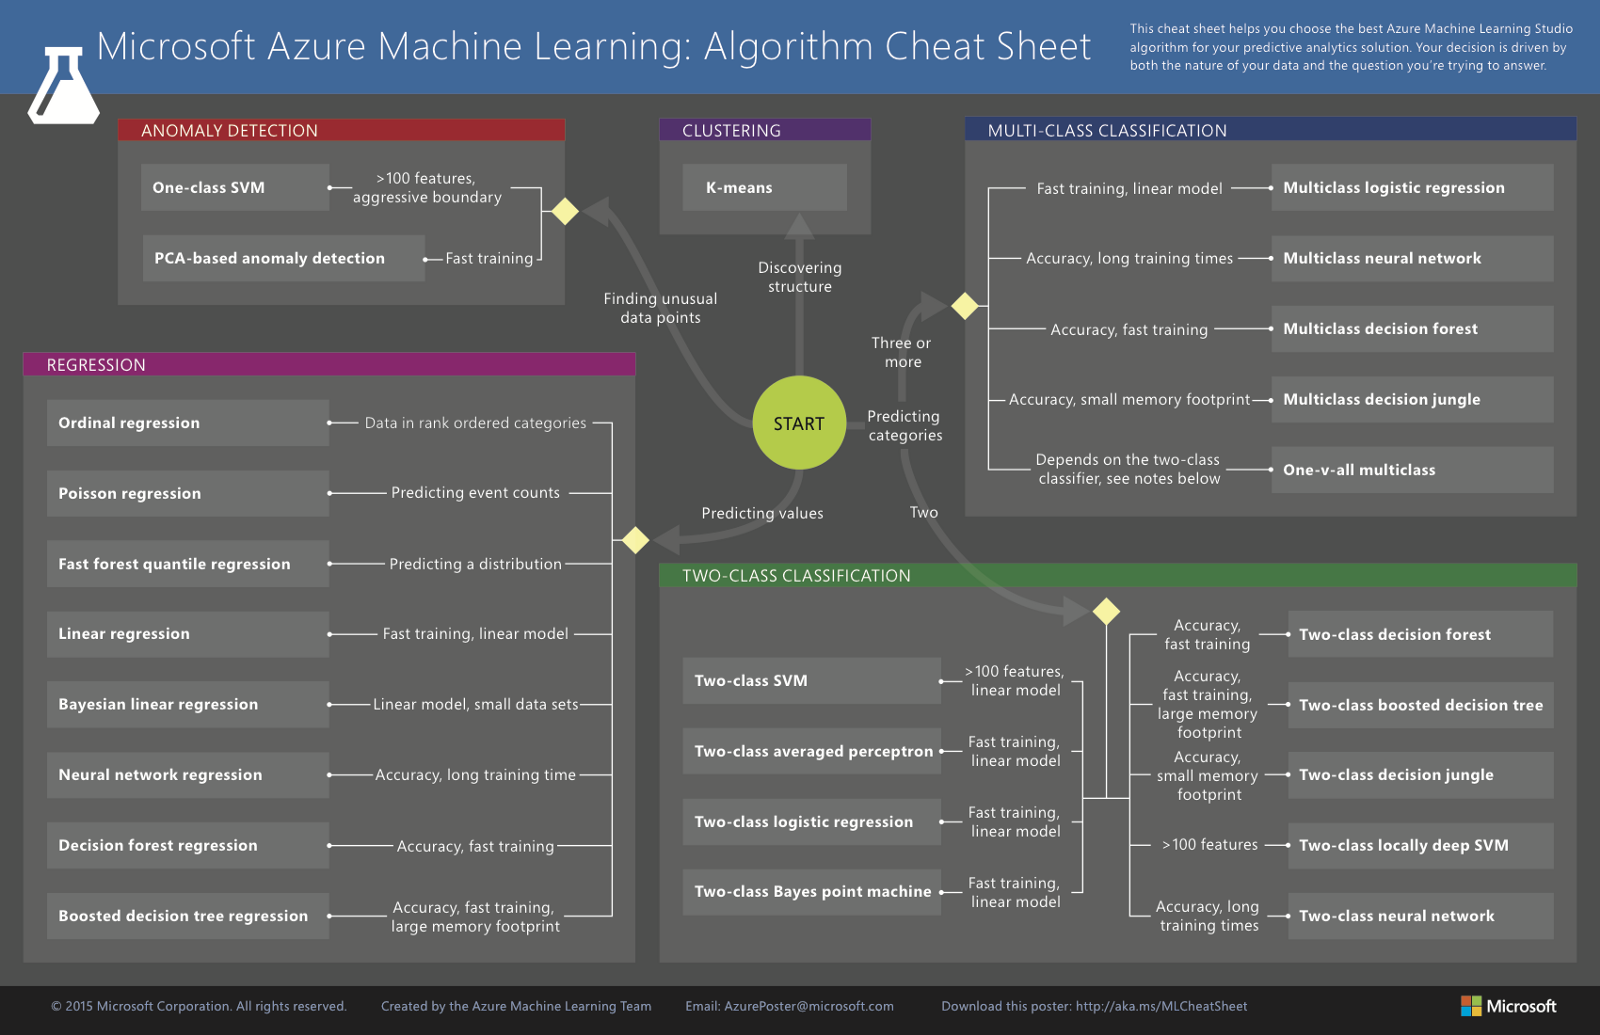 Microsoft Azure Machine Learning: Algorithm Cheat Sheet
This cheat sheet helps you choose the best Azure Machine Learning Studio
algorithm for your predictive analytics solution. Your decision is driven by
both the nature of your data and the question you're trying to answer.
ANOMALY DETECTION
One-class SVM
>100 features,
aggressive boundary
PCA-based anomaly detection
Fast training
CLUSTERING
K-means
Discovering
structure
Finding unusual
data points
START
Three or
more
Predicting
categories
Two
Predicting values
MULTI-CLASS CLASSIFICATION
Fast training, linear model
Multiclass logistic regression
Accuracy, long training times
Multiclass neural network
Accuracy, fast training
Multiclass decision forest
Accuracy, small memory footprint
Multiclass decision jungle
Depends on the two-class
classifier, see notes below
One-v-all multiclass
REGRESSION
Ordinal regression
Data in rank ordered categories
Poisson regression
Predicting event counts
Fast forest quantile regression
Predicting a distribution
Linear regression
Fast training, linear model
Bayesian linear regression
Linear model, small data sets
Neural network regression
Accuracy, long training time
Decision forest regression
Accuracy, fast training
Boosted decision tree regression
Accuracy, fast training,
large memory footprint
TWO-CLASS CLASSIFICATION
Two-class SVM
>100 features,
linear model
Two-class averaged perceptron
Fast training,
linear model
Two-class logistic regression
Fast training,
linear model
Two-class Bayes point machine
Fast training,
linear model
Accuracy,
fast training
Two-class decision forest
Accuracy,
fast training,
large memory
footprint
Two-class boosted decision tree
Accuracy,
small memory
footprint
Two-class decision jungle
>100 features
Two-class locally deep SVM
Accuracy, long
training times
Two-class neural network
© 2015 Microsoft Corporation. All rights reserved.
Created by the Azure Machine Learning Team
Email: AzurePoster@microsoft.com
Download this poster: http://aka.ms/MLCheatSheet
Microsoft